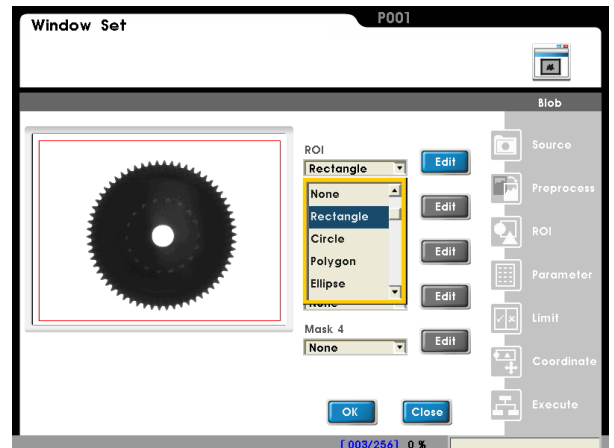 Window Set
P001
Blob
ROI
Rectangle
Edit
None
Rectangle
Circle
Polygon
Ellipse
Edit
Edit
None
Edit
Mask 4
None
Edit
OK
Close
Source
Preprocess
ROI
Parameter
Limit
Coordinate
Execute
[003/256] 0 %